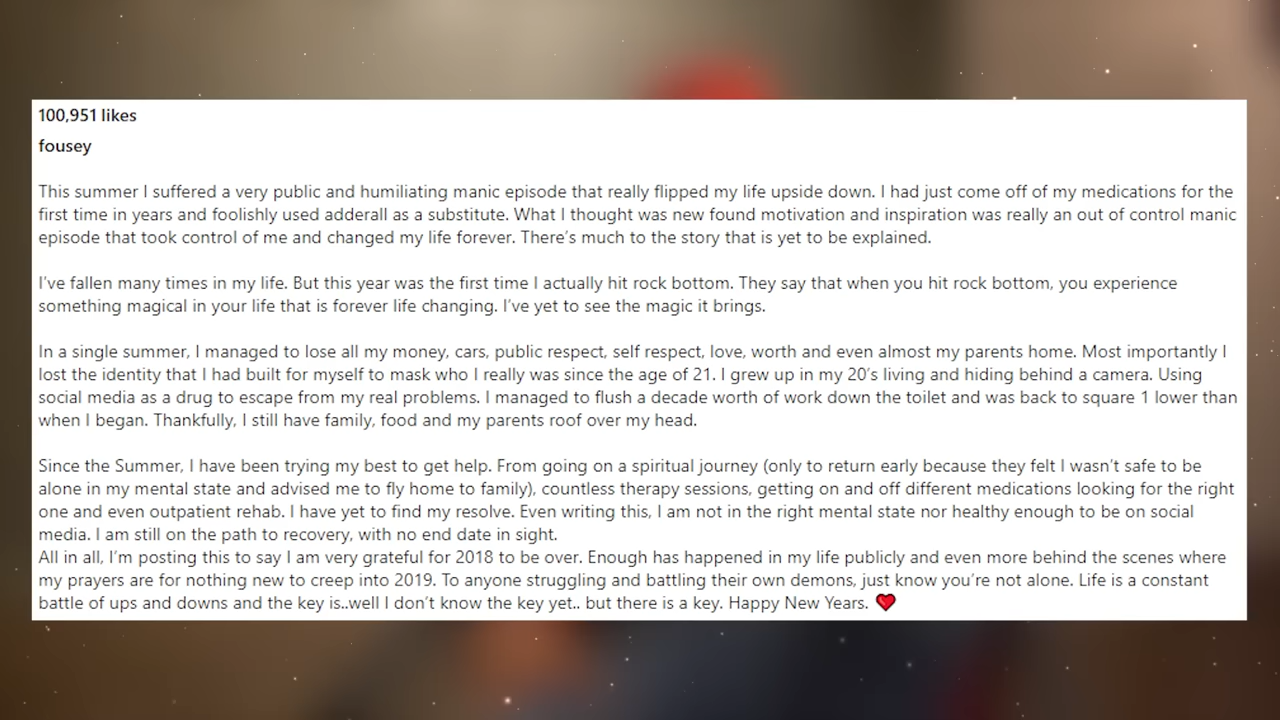 100,951 likes
fousey
This summer I suffered a very public and humiliating manic episode that really flipped my life upside down. I had just come off of my medications for the
first time in years and foolishly used adderall as a substitute. What I thought was new found motivation and inspiration was really an out of control manic
episode that took control of me and changed my life forever. There's much to the story that is yet to be explained.
I've fallen many times in my life. But this year was the first time I actually hit rock bottom. They say that when you hit rock bottom, you experience
something magical in your life that is forever life changing. I've yet to see the magic it brings.
In a single summer, I managed to lose all my money, cars, public respect, self respect, love, worth and even almost my parents home. Most importantly I
lost the identity that I had built for myself to mask who I really was since the age of 21. I grew up in my 20's living and hiding behind a camera. Using
social media as a drug to escape from my real problems. I managed to flush a decade worth of work down the toilet and was back to square 1 lower than
when I began. Thankfully, I still have family, food and my parents roof over my head.
Since the Summer, I have been trying my best to get help. From going on a spiritual journey (only to return early because they felt I wasn't safe to be
alone in my mental state and advised me to fly home to family), countless therapy sessions, getting on and off different medications looking for the right
one and even outpatient rehab. I have yet to find my resolve. Even writing this, I am not in the right mental state nor healthy enough to be on social
media. I am still on the path to recovery, with no end date in sight.
All in all, I'm posting this to say I am very grateful for 2018 to be over. Enough has happened in my life publicly and even more behind the scenes where
my prayers are for nothing new to creep into 2019. To anyone struggling and battling their own demons, just know you're not alone. Life is a constant
battle of ups and downs and the key is..well I don't know the key yet.. but there is a key. Happy New Years. ❤️